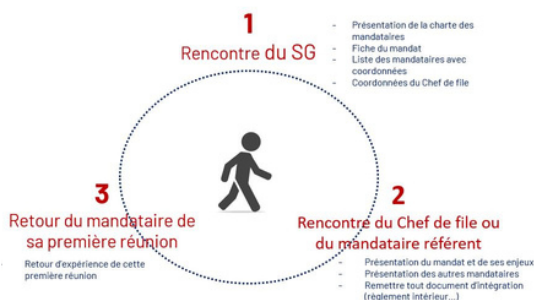 1
Rencontre du SG
- Présentation de la charte des
mandataires
- Fiche du mandat
- Liste des mandataires avec
coordonnées
- Coordonnées du Chef de file
2
Rencontre du Chef de file ou
du mandataire référent
- Présentation du mandat et de ses enjeux
- Présentation des autres mandataires
- Remettre tout document d'intégration
(règlement intérieur...)
3
Retour du mandataire de
sa première réunion
- Retour d'expérience de cette
première réunion